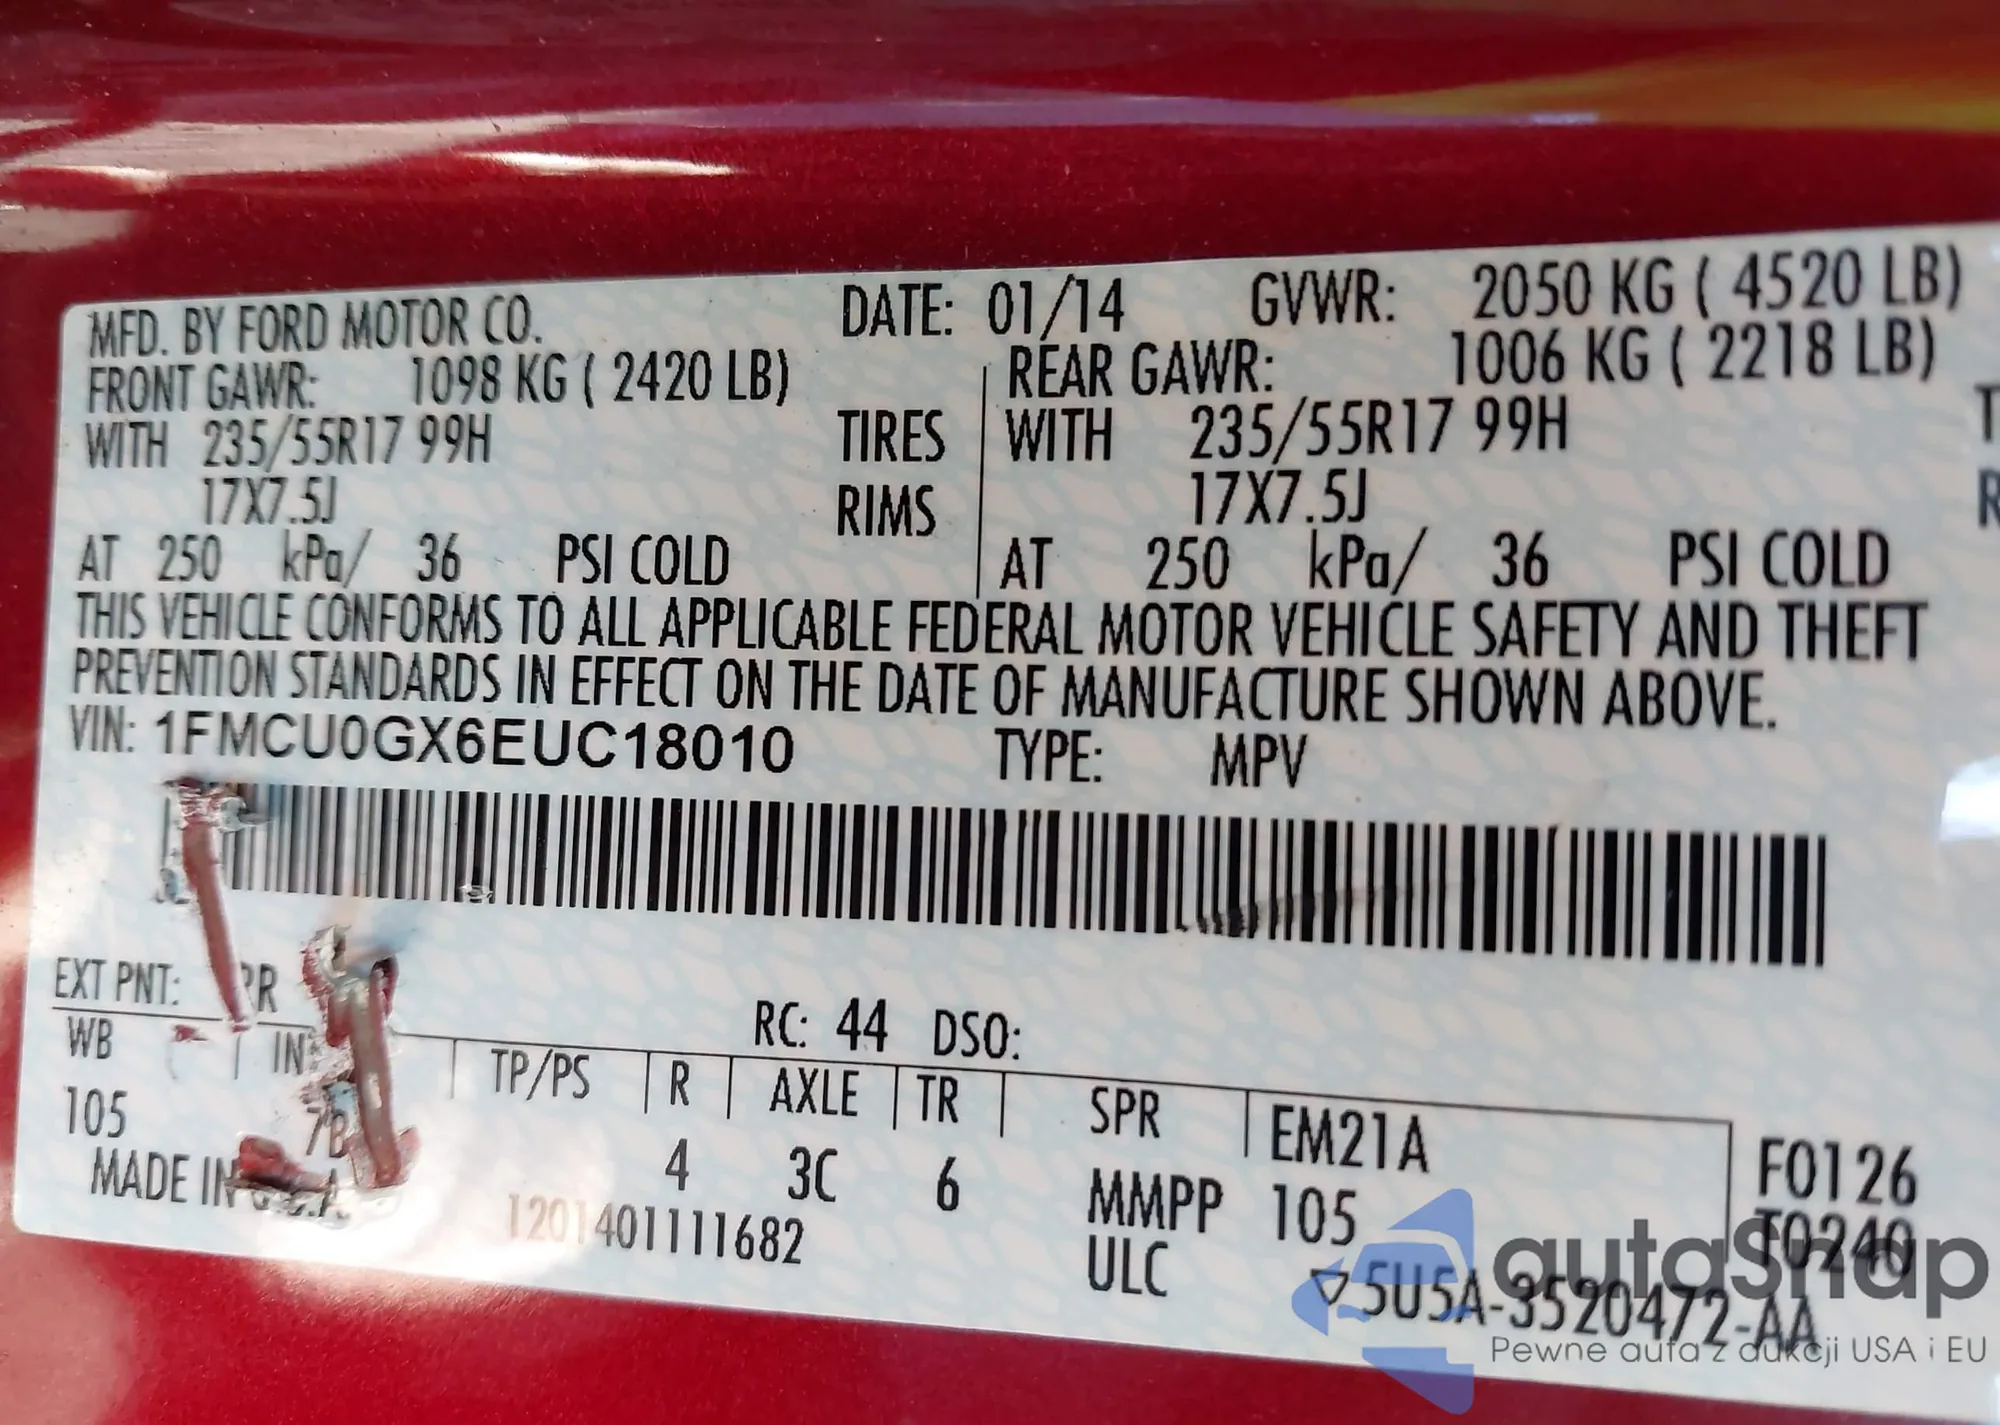 MFD. BY FORD MOTOR CO. DATE: 01/14 GVWR: 2050 KG ( 4520 LB)
FRONT GAWR: 1098 KG ( 2420 LB) REAR GAWR: 1006 KG ( 2218 LB)
WITH 235/55R17 99H TIRES WITH 235/55R17 99H T
17X7.5J RIMS 17X7.5J R
AT 250 kPa/ 36 PSI COLD AT 250 kPa/ 36 PSI COLD
THIS VEHICLE CONFORMS TO ALL APPLICABLE FEDERAL MOTOR VEHICLE SAFETY AND THEFT
PREVENTION STANDARDS IN EFFECT ON THE DATE OF MANUFACTURE SHOWN ABOVE.
VIN: 1FMCU0GX6EUC18010 TYPE: MPV
EXT PNT: RR RC: 44 DSO:
WB TP/PS R AXLE TR SPR EM21A F0126
105 7B 4 3C 6 MMPP 105 T0240
MADE IN U.S.A. 1201401111682 ULC ▽5U5A-3520472-AA
autaSnap
Pewne auta z aukcji USA i EU